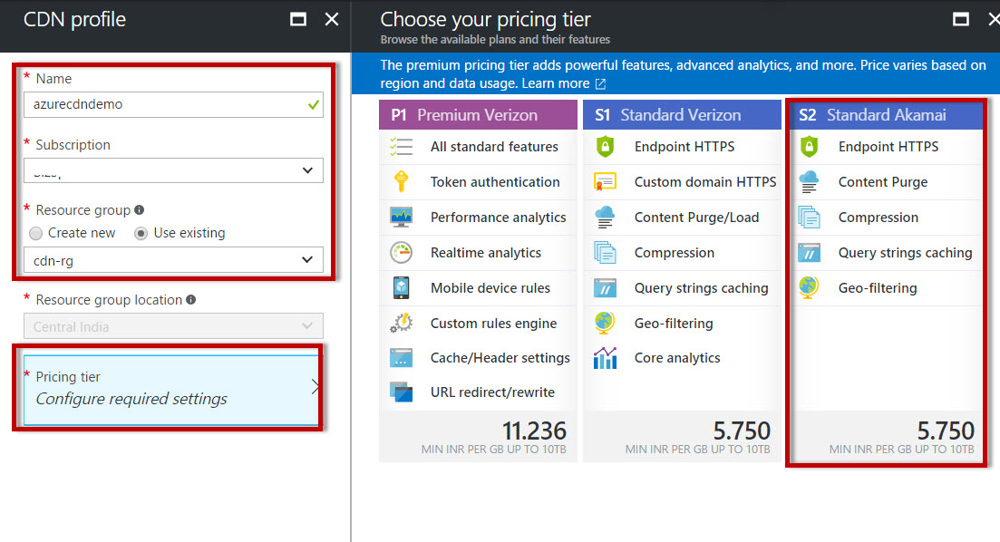 CDN profile
* Name
azurecdndemo
* Subscription
* Resource group
Create new
Use existing
cdn-rg
* Resource group location
Central India
* Pricing tier
Configure required settings
Choose your pricing tier
Browse the available plans and their features
The premium pricing tier adds powerful features, advanced analytics, and more. Price varies based on
region and data usage. Learn more
P1 Premium Verizon
All standard features
Token authentication
Performance analytics
Realtime analytics
Mobile device rules
Custom rules engine
Cache/Header settings
URL redirect/rewrite
11.236
MIN INR PER GB UP TO 10TB
S1 Standard Verizon
Endpoint HTTPS
Custom domain HTTPS
Content Purge/Load
Compression
Query strings caching
Geo-filtering
Core analytics
5.750
MIN INR PER GB UP TO 10TB
S2 Standard Akamai
Endpoint HTTPS
Content Purge
Compression
Query strings caching
Geo-filtering
5.750
MIN INR PER GB UP TO 10TB